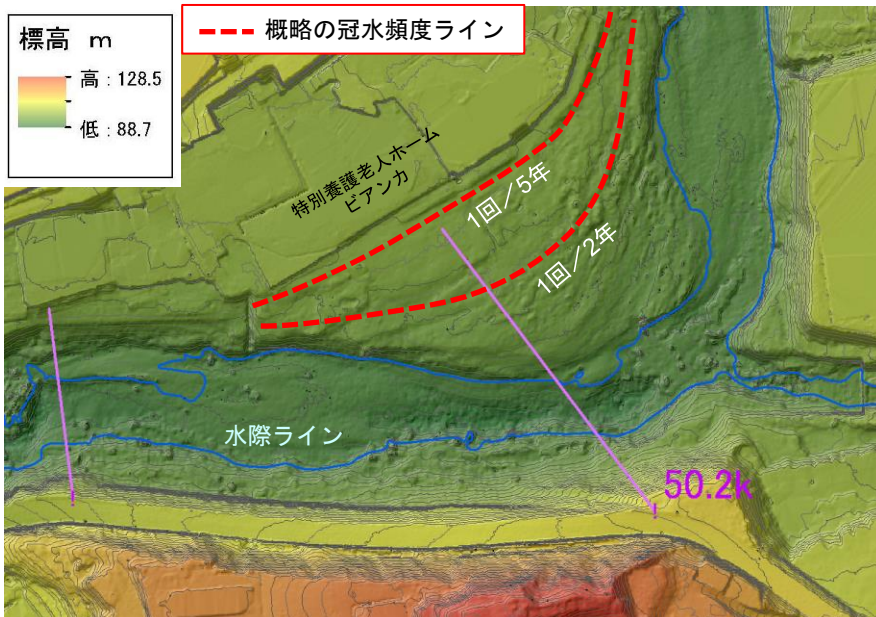 標高 m
高 : 128.5
低 : 88.7
概略の冠水頻度ライン
特別養護老人ホーム
ビアンカ
1回／5年
1回／2年
水際ライン
50.2k